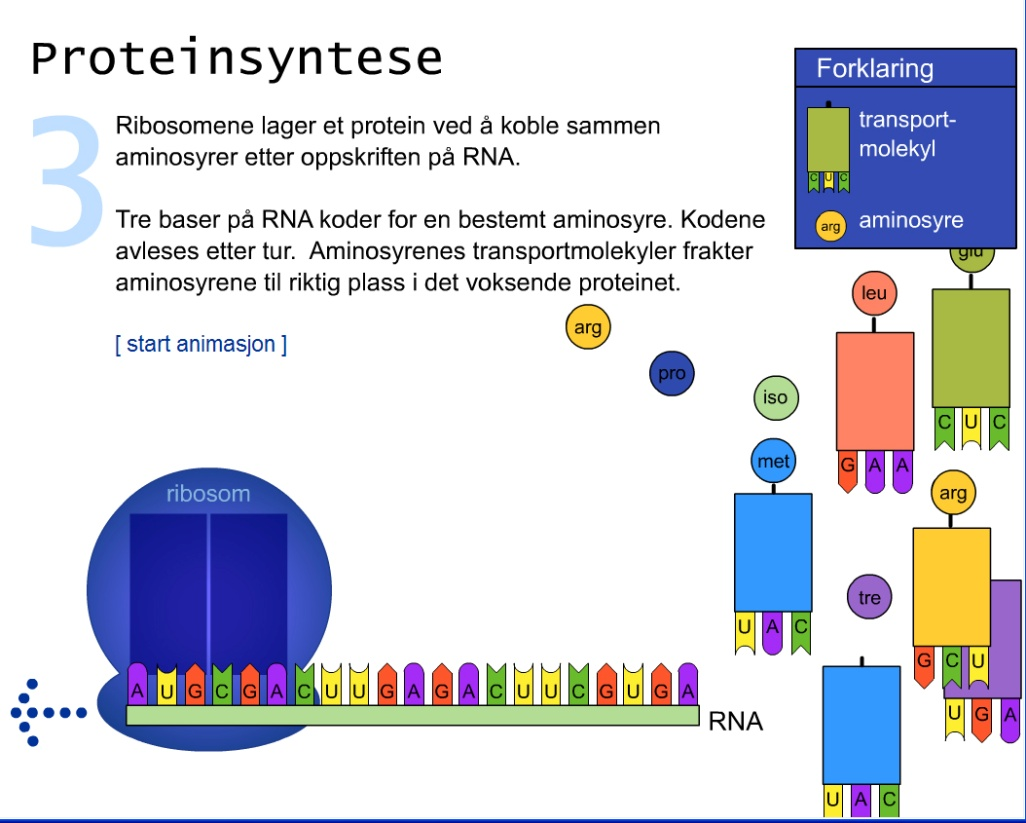 Proteinsyntese
3
Ribosomene lager et protein ved å koble sammen
aminosyrer etter oppskriften på RNA.
Tre baser på RNA koder for en bestemt aminosyre. Kodene
avleses etter tur. Aminosyrenes transportmolekyler frakter
aminosyrene til riktig plass i det voksende proteinet.
[ start animasjon ]
Forklaring
transport-
molekyl
C U C
arg
aminosyre
glu
leu
arg
pro
iso
C U C
met
G A A
arg
ribosom
tre
U A C
G C U
A U G C G A C U U G A G A C U U C G U G A
RNA
U G A
U A C